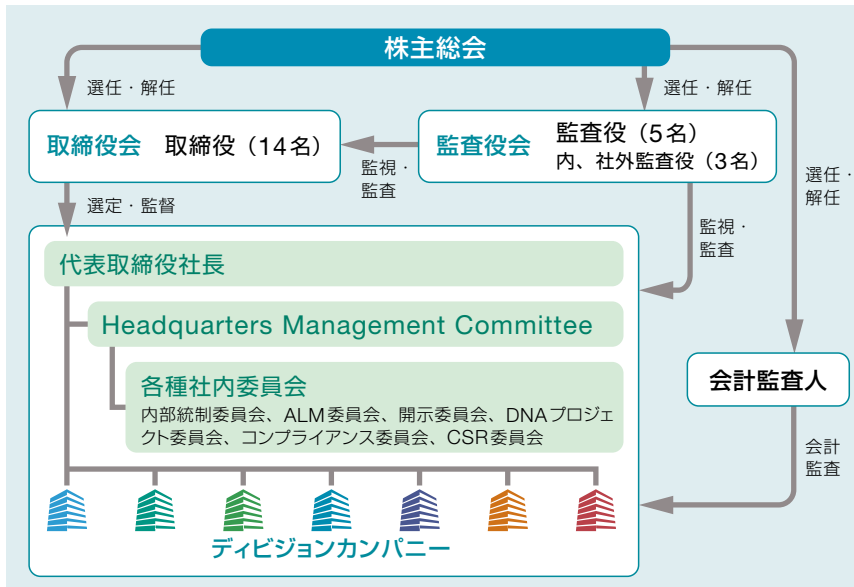 株主総会
選任・解任
選任・解任
取締役会 取締役（14名）
監査役会 監査役（5名）
内、社外監査役（3名）
監視・
監査
選任・
解任
選定・監督
監視・
監査
代表取締役社長
Headquarters Management Committee
各種社内委員会
内部統制委員会、ALM委員会、開示委員会、DNAプロジェ
クト委員会、コンプライアンス委員会、CSR委員会
会計監査人
会計
監査
ディビジョンカンパニー